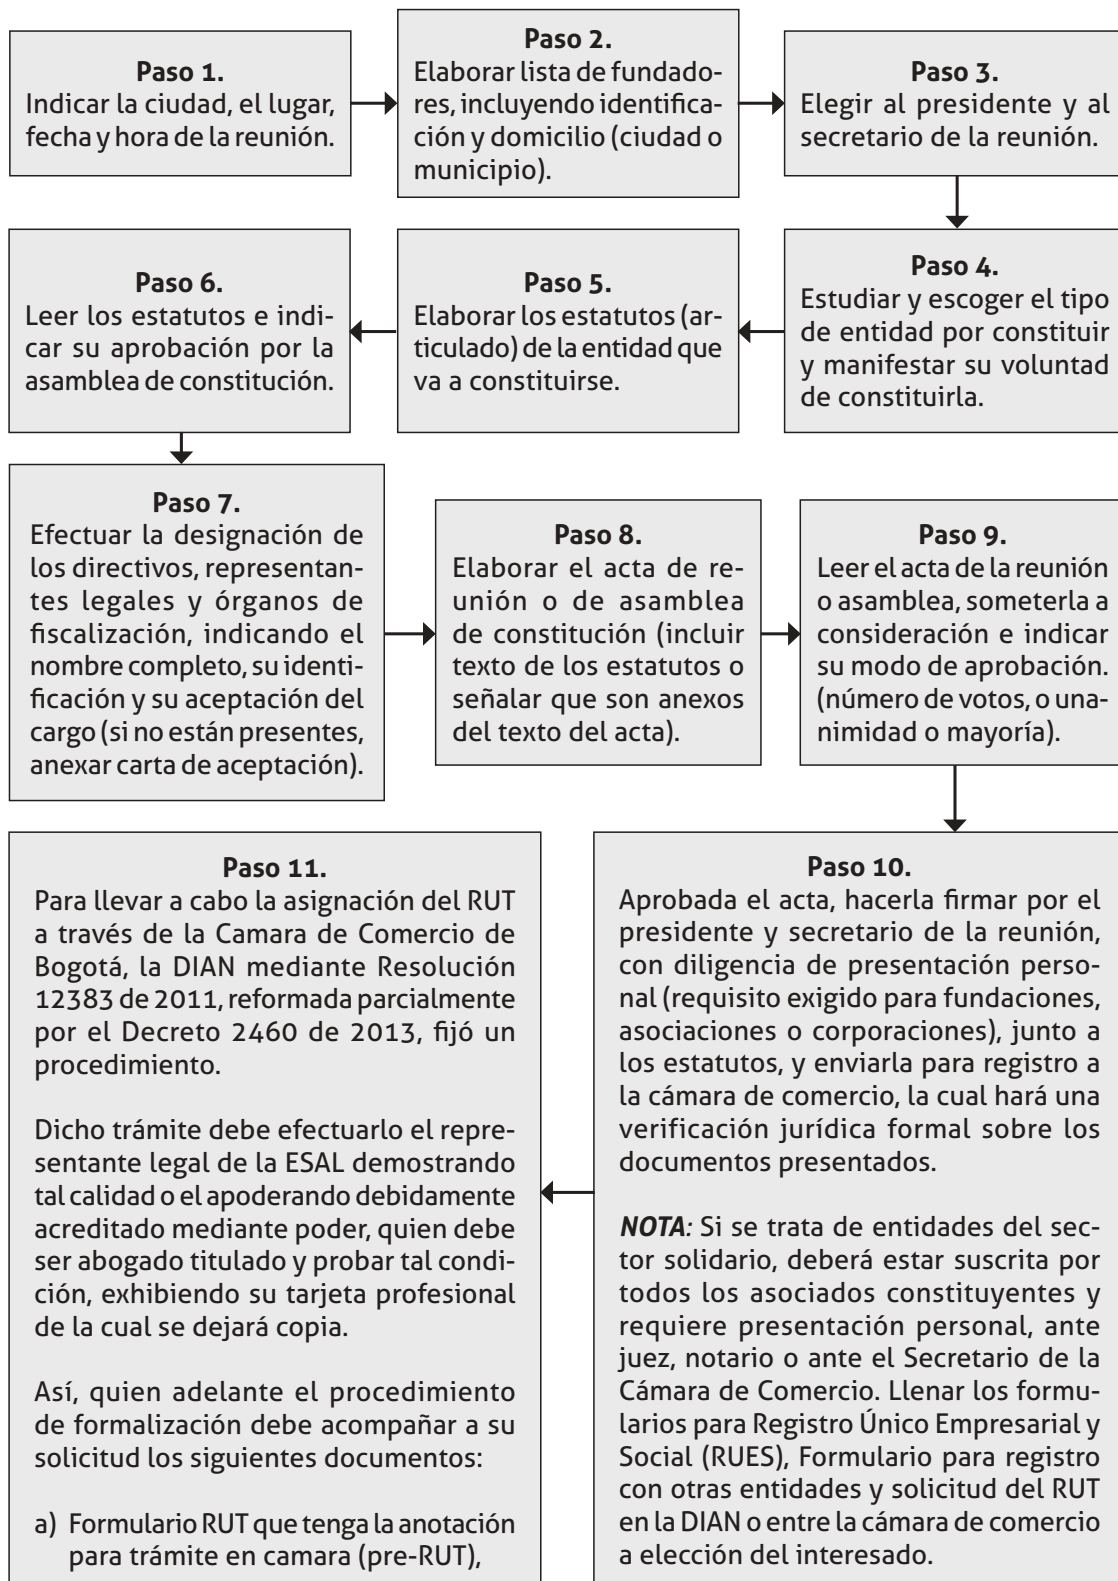 Paso 1.
Indicar la ciudad, el lugar,
fecha y hora de la reunión.
Paso 2.
Elaborar lista de fundado-
res, incluyendo identifica-
ción y domicilio (ciudad o
municipio).
Paso 3.
Elegir al presidente y al
secretario de la reunión.
Paso 4.
Estudiar y escoger el tipo
de entidad por constituir
y manifestar su voluntad
de constituirla.
Paso 5.
Elaborar los estatutos (ar-
ticulado) de la entidad que
va a constituirse.
Paso 6.
Leer los estatutos e indi-
car su aprobación por la
asamblea de constitución.
Paso 7.
Efectuar la designación de
los directivos, representan-
tes legales y órganos de
fiscalización, indicando el
nombre completo, su identi-
ficación y su aceptación del
cargo (si no están presentes,
anexar carta de aceptación).
Paso 8.
Elaborar el acta de re-
unión o de asamblea
de constitución (incluir
texto de los estatutos o
señalar que son anexos
del texto del acta).
Paso 9.
Leer el acta de la reunión
o asamblea, someterla a
consideración e indicar
su modo de aprobación.
(número de votos, o una-
nimidad o mayoría).
Paso 10.
Aprobada el acta, hacerla firmar por el
presidente y secretario de la reunión,
con diligencia de presentación perso-
nal (requisito exigido para fundaciones,
asociaciones o corporaciones), junto a
los estatutos, y enviarla para registro a
la cámara de comercio, la cual hará una
verificación jurídica formal sobre los
documentos presentados.
NOTA: Si se trata de entidades del sec-
tor solidario, deberá estar suscrita por
todos los asociados constituyentes y
requiere presentación personal, ante
juez, notario o ante el Secretario de la
Cámara de Comercio. Llenar los formu-
larios para Registro Único Empresarial y
Social (RUES), Formulario para registro
con otras entidades y solicitud del RUT
en la DIAN o entre la cámara de comercio
a elección del interesado.
Paso 11.
Para llevar a cabo la asignación del RUT
a través de la Camara de Comercio de
Bogotá, la DIAN mediante Resolución
12383 de 2011, reformada parcialmente
por el Decreto 2460 de 2013, fijó un
procedimiento.
Dicho trámite debe efectuarlo el repre-
sentante legal de la ESAL demostrando
tal calidad o el apoderando debidamente
acreditado mediante poder, quien debe
ser abogado titulado y probar tal condi-
ción, exhibiendo su tarjeta profesional
de la cual se dejará copia.
Así, quien adelante el procedimiento
de formalización debe acompañar a su
solicitud los siguientes documentos:
a) Formulario RUT que tenga la anotación
para trámite en camara (pre-RUT),